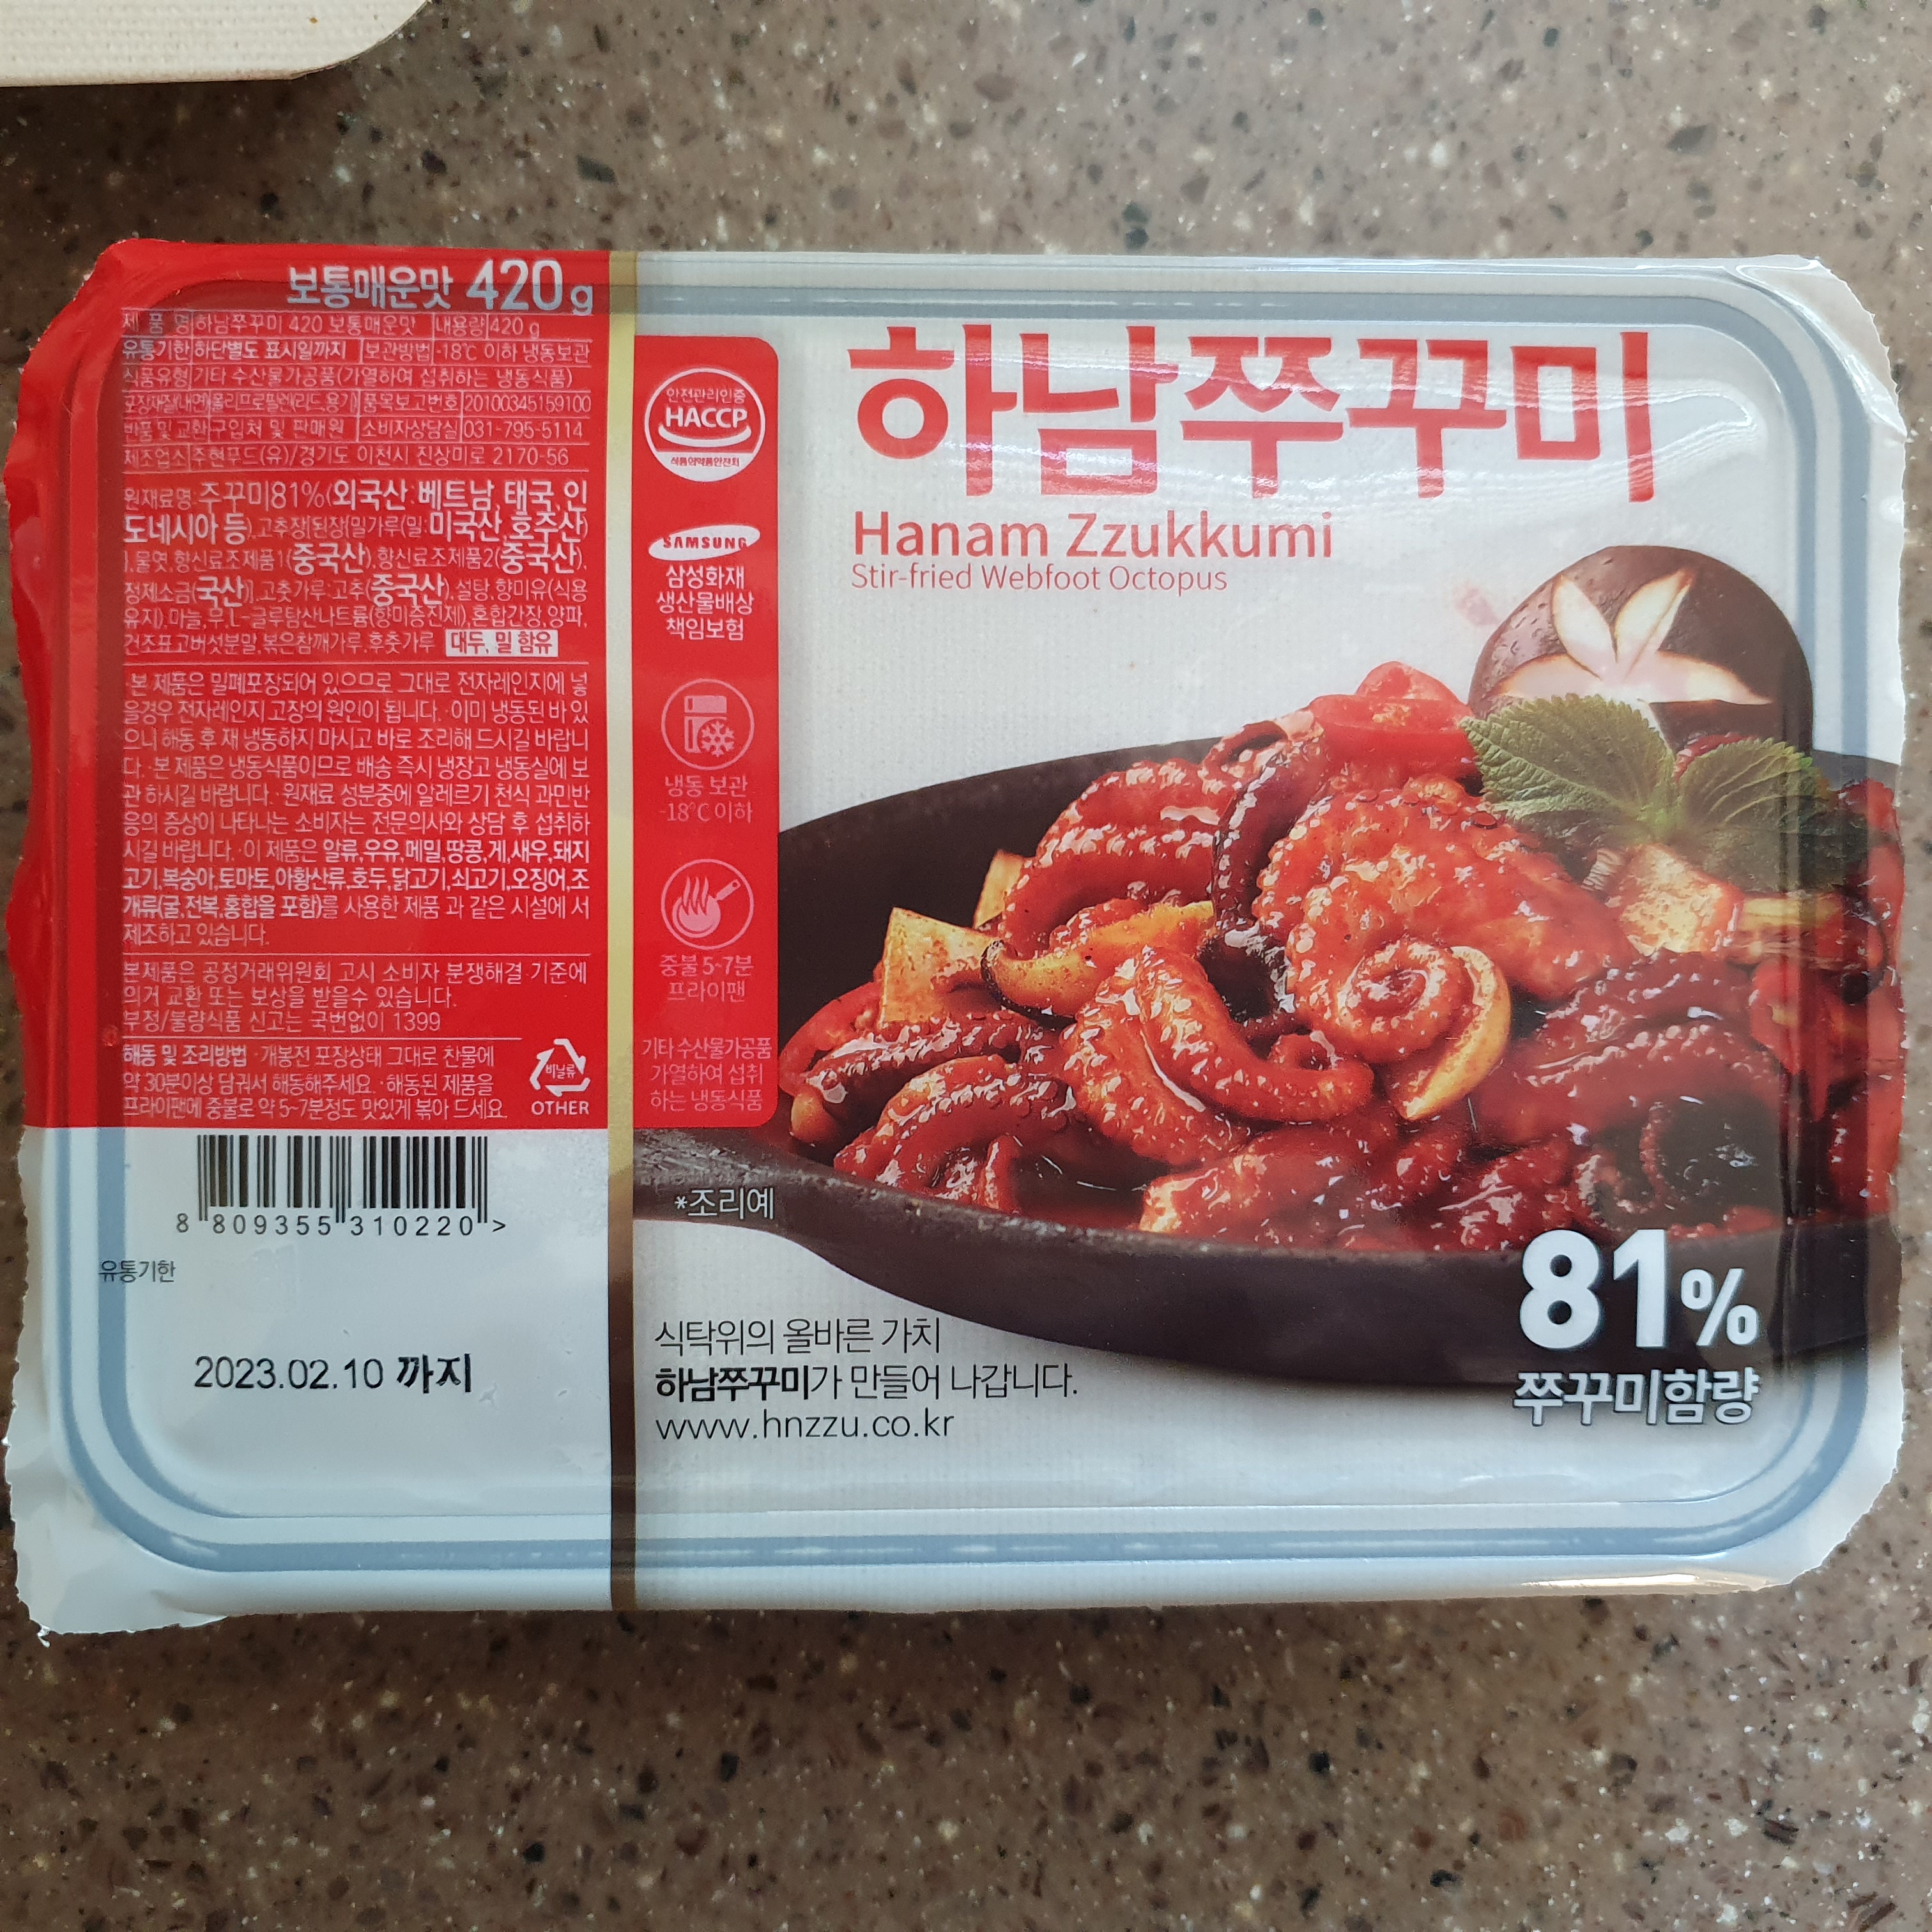 보통매운맛 420g
제 품 명 하남쭈꾸미 420 보통매운맛 내용량 420 g
유통기한 하단별도 표시일까지 보관방법 -18℃ 이하 냉동보관
식품유형 기타 수산물가공품(가열하여 섭취하는 냉동식품)
포장재질(내면) 폴리프로필렌(리드,용기) 품목보고번호 20100345159100
반품 및 교환 구입처 및 판매원 소비자상담실 031-795-5114
제조업소 주현푸드(유)/경기도 이천시 진상미로 2170-56
원재료명: 주꾸미81%(외국산:베트남,태국,인
도네시아 등),고추장[된장{밀가루(밀:미국산,호주산)
},물엿,향신료조제품1(중국산),향신료조제품2(중국산),
정제소금(국산)],고춧가루:고추(중국산),설탕,향미유(식용
유지),마늘,무,L-글루탐산나트륨(향미증진제),혼합간장,양파,
건조표고버섯분말,볶은참깨가루,후춧가루 대두, 밀 함유
·본 제품은 밀폐포장되어 있으므로 그대로 전자레인지에 넣
을경우 전자레인지 고장의 원인이 됩니다. ·이미 냉동된 바 있
으니 해동 후 재 냉동하지 마시고 바로 조리해 드시길 바랍니
다. ·본 제품은 냉동식품이므로 배송 즉시 냉장고 냉동실에 보
관 하시길 바랍니다. ·원재료 성분중에 알레르기 천식 과민반
응의 증상이 나타나는 소비자는 전문의사와 상담 후 섭취하
시길 바랍니다. ·이 제품은 알류,우유,메밀,땅콩,게,새우,돼지
고기,복숭아,토마토,아황산류,호두,닭고기,쇠고기,오징어,조
개류(굴,전복,홍합을 포함)를 사용한 제품 과 같은 시설에 서
제조하고 있습니다.
본제품은 공정거래위원회 고시 소비자 분쟁해결 기준에
의거 교환 또는 보상을 받을수 있습니다.
부정/불량식품 신고는 국번없이 1399
해동 및 조리방법 ·개봉전 포장상태 그대로 찬물에
약 30분이상 담궈서 해동해주세요. ·해동된 제품을
프라이팬에 중불로 약 5~7분정도 맛있게 볶아 드세요.
비닐류
OTHER
8 809355 310220 >
유통기한
2023.02.10 까지
안전관리인증
HACCP
식품의약품안전처
SAMSUNG
삼성화재
생산물배상
책임보험
냉동 보관
-18℃ 이하
중불 5~7분
프라이팬
기타 수산물가공품
가열하여 섭취
하는 냉동식품
하남쭈꾸미
Hanam Zzukkumi
Stir-fried Webfoot Octopus
*조리예
81%
쭈꾸미함량
식탁위의 올바른 가치
하남쭈꾸미가 만들어 나갑니다.
www.hnzzu.co.kr